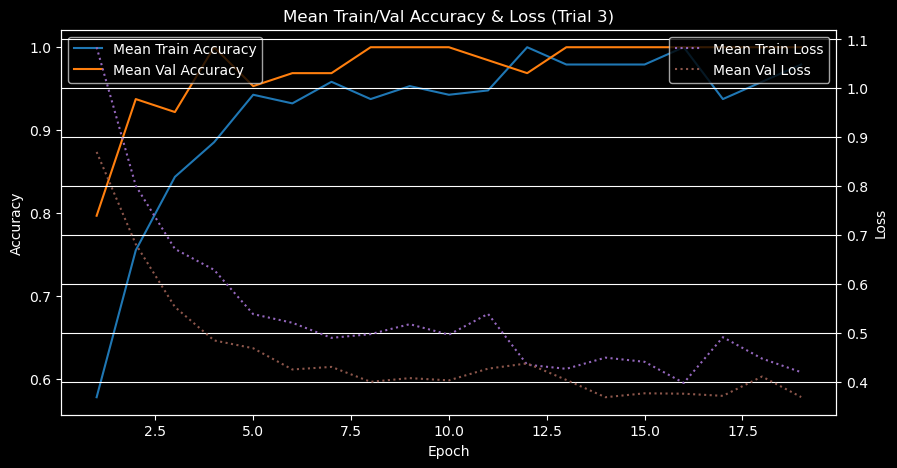 Mean Train/Val Accuracy & Loss (Trial 3)
Mean Train Accuracy
Mean Val Accuracy
Mean Train Loss
Mean Val Loss
Accuracy
1.0
0.9
0.8
0.7
0.6
Loss
1.1
1.0
0.9
0.8
0.7
0.6
0.5
0.4
2.5 5.0 7.5 10.0 12.5 15.0 17.5
Epoch